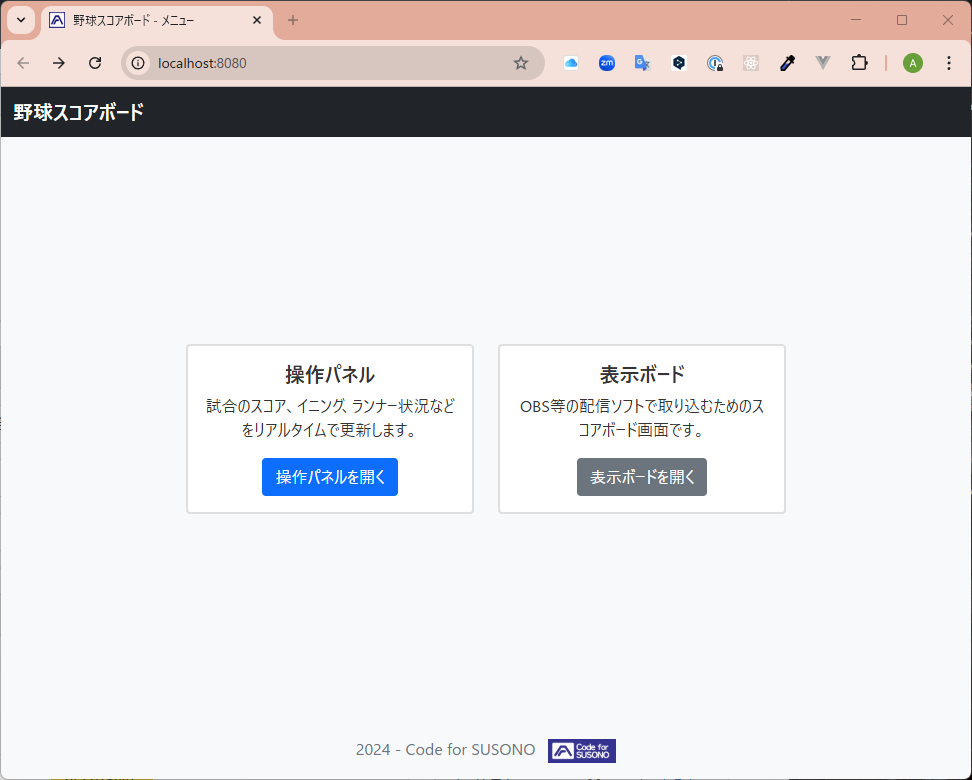 野球スコアボード - メニュー
localhost:8080
zm
G
A
野球スコアボード
操作パネル
試合のスコア、イニング、ランナー状況など
をリアルタイムで更新します。
操作パネルを開く
表示ボード
OBS等の配信ソフトで取り込むためのス
コアボード画面です。
表示ボードを開く
2024 - Code for SUSONO
Code for
SUSONO